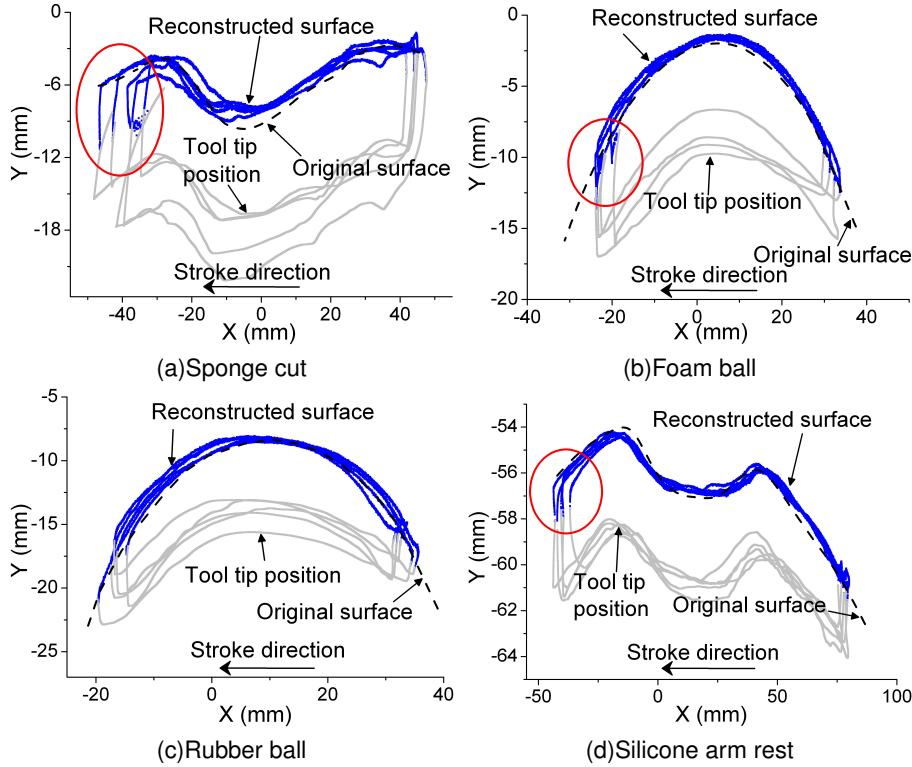 0
-6
-12
-18
Y (mm)
Reconstructed surface
Tool tip
position
Original surface
Stroke direction
-40
-20
0
20
40
X (mm)
(a)Sponge cut
0
-5
-10
-15
-20
Y (mm)
Reconstructed surface
Tool tip position
Original surface
Stroke direction
-40
-20
0
20
40
X (mm)
(b)Foam ball
-5
-10
-15
-20
-25
Y (mm)
Reconstructed surface
Tool tip position
Original surface
Stroke direction
-20
0
20
40
X (mm)
(c)Rubber ball
-54
-56
-58
-60
-62
-64
Y (mm)
Reconstructed surface
Tool tip
position
Original surface
Stroke direction
-50
0
50
100
X (mm)
(d)Silicone arm rest